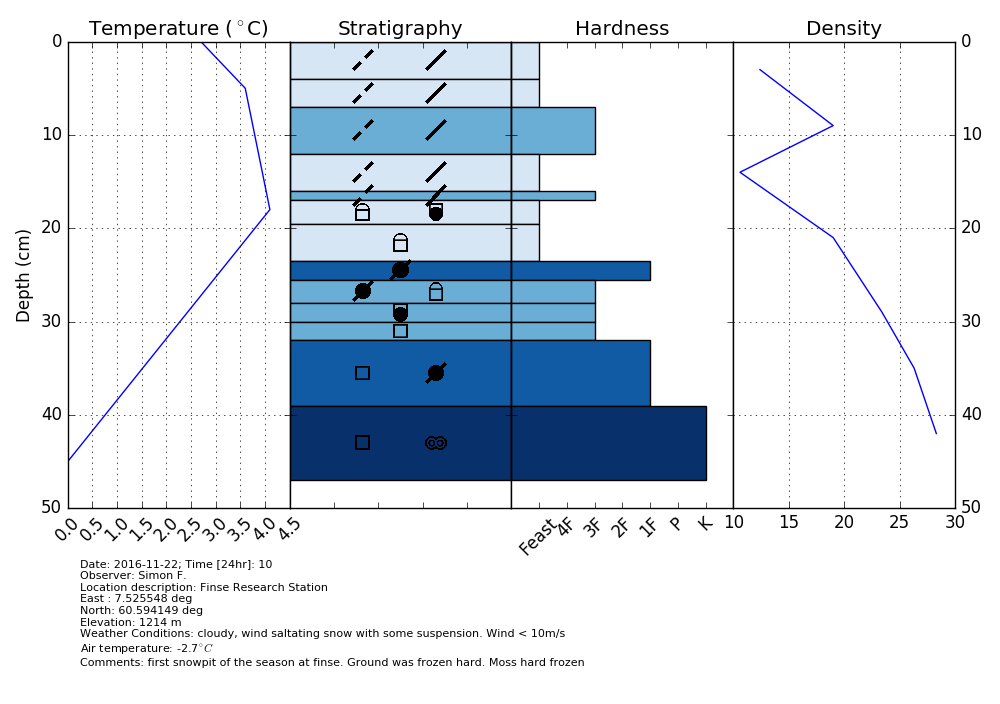 Temperature (°C) Stratigraphy Hardness Density
0 0
10 10
20 20
Depth (cm)
30 30
40 40
50 50
0.0 0.5 1.0 1.5 2.0 2.5 3.0 3.5 4.0 4.5 Feast 4F 3F 2F 1F P K 10 15 20 25 30
Date: 2016-11-22; Time [24hr]: 10
Observer: Simon F.
Location description: Finse Research Station
East : 7.525548 deg
North: 60.594149 deg
Elevation: 1214 m
Weather Conditions: cloudy, wind saltating snow with some suspension. Wind < 10m/s
Air temperature: -2.7°C
Comments: first snowpit of the season at finse. Ground was frozen hard. Moss hard frozen